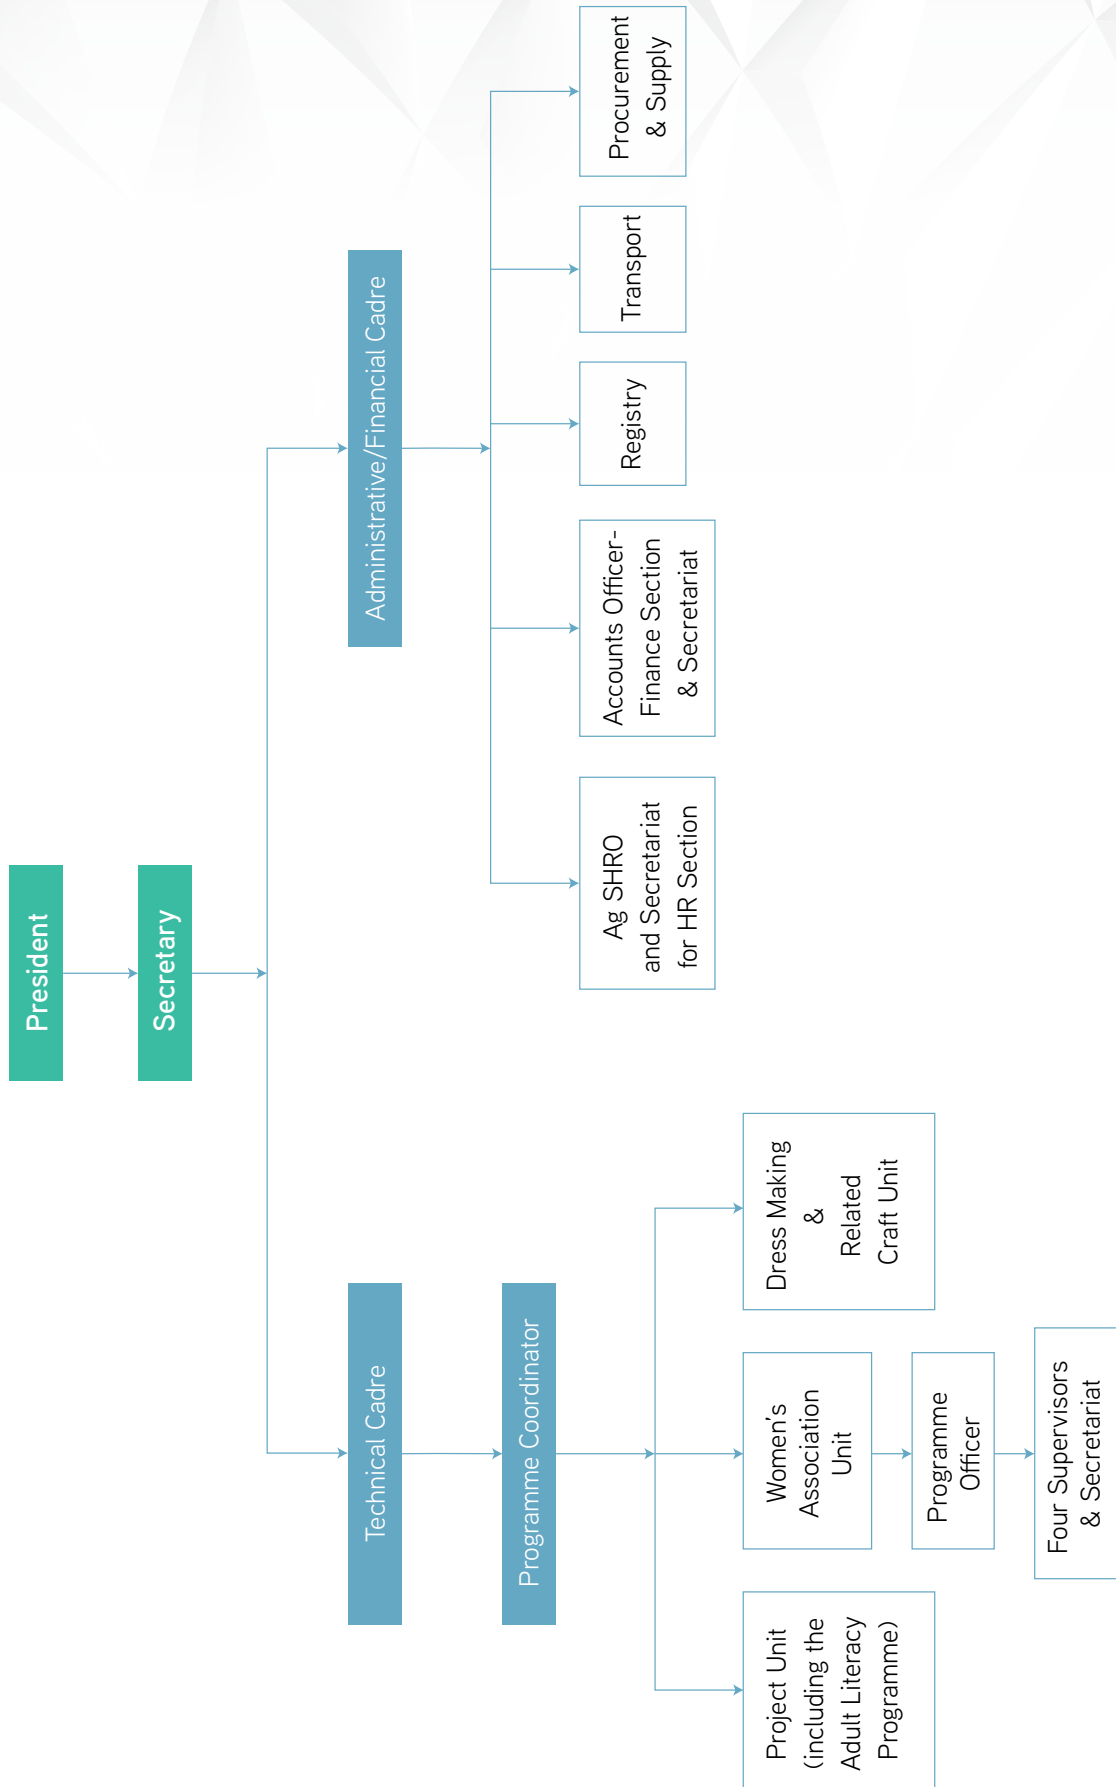 President
Secretary
Technical Cadre
Administrative/Financial Cadre
Programme Coordinator
Project Unit
(including the
Adult Literacy
Programme)
Women's
Association
Unit
Dress Making
&
Related
Craft Unit
Programme
Officer
Four Supervisors
& Secretariat
Ag SHRO
and Secretariat
for HR Section
Accounts Officer-
Finance Section
& Secretariat
Registry
Transport
Procurement
& Supply